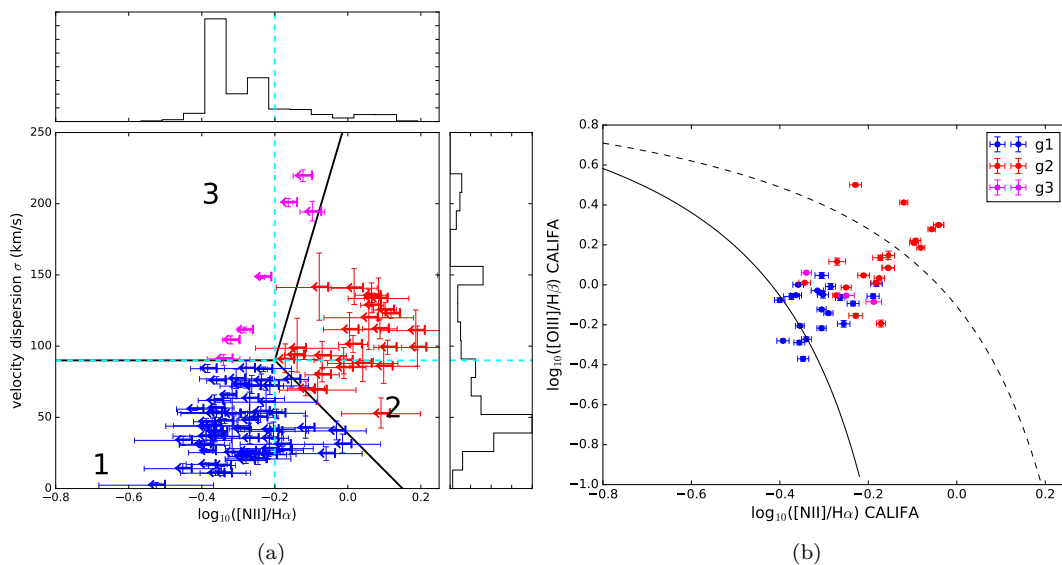 250
200
150
100
50
0
velocity dispersion σ (km/s)
3
2
1
−0.8 −0.6 −0.4 −0.2 0.0 0.2
log₁₀([NII]/Hα)
(a)
0.8
0.6
0.4
0.2
0.0
−0.2
−0.4
−0.6
−0.8
−1.0
log₁₀([OIII]/Hβ) CALIFA
g1
g2
g3
−0.8 −0.6 −0.4 −0.2 0.0 0.2
log₁₀([NII]/Hα) CALIFA
(b)